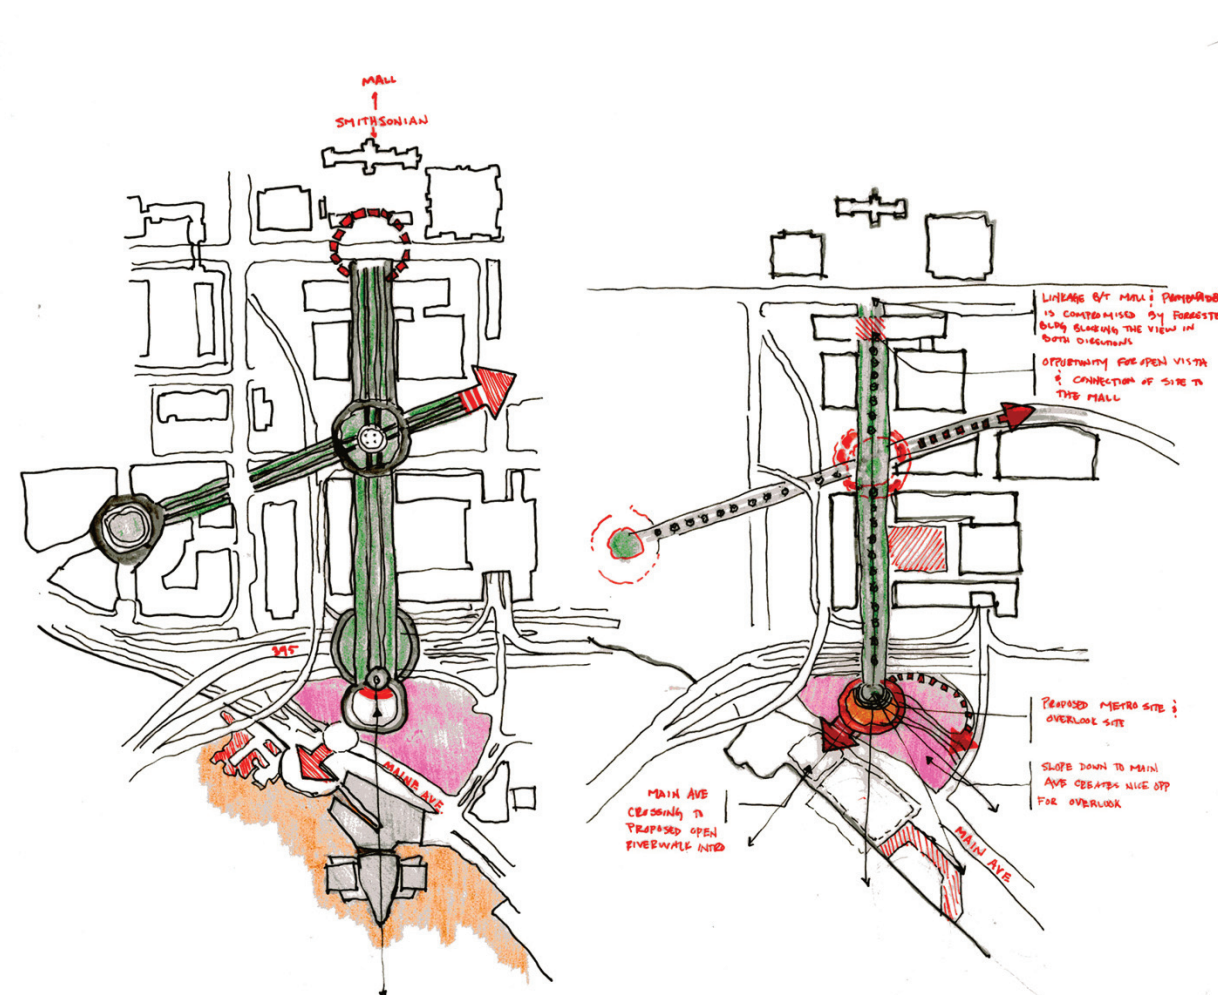 MALL
SMITHSONIAN
395
MAINE AVE
LINKAGE B/T MALL & PROMENADE
IS COMPROMISED BY FORRESTE
BLDG BLOCKING THE VIEW IN
BOTH DIRECTIONS
OPPORTUNITY FOR OPEN VISTA
& CONNECTION OF SITE TO
THE MALL
PROPOSED METRO SITE &
OVERLOOK SITE
SLOPE DOWN TO MAIN
AVE CREATES NICE OPP
FOR OVERLOOK
MAIN AVE
CROSSING TO
PROPOSED OPEN
RIVERWALK INTRO
MAIN AVE